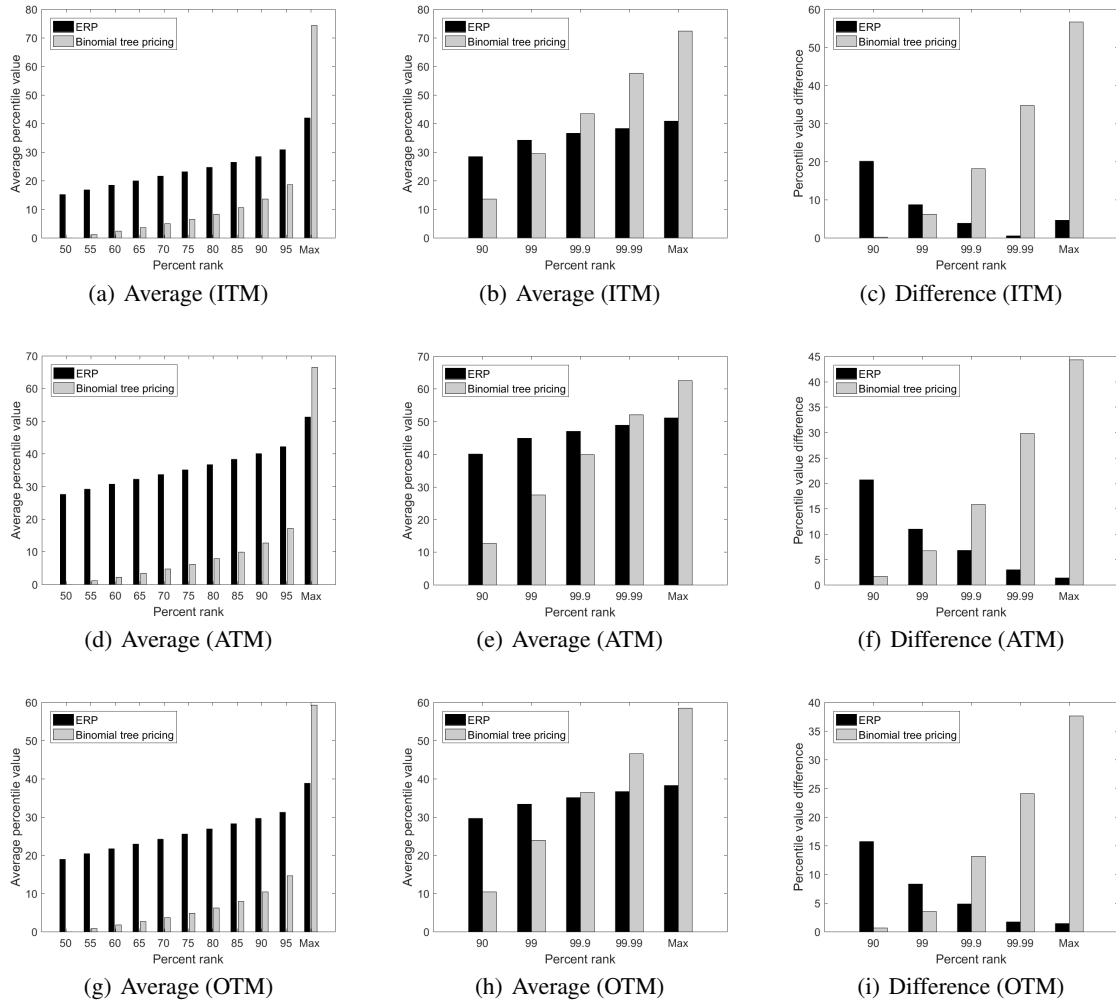 80
70
60
50
40
30
20
10
0
Average percentile value
ERP
Binomial tree pricing
50 55 60 65 70 75 80 85 90 95 Max
Percent rank
(a) Average (ITM)
80
70
60
50
40
30
20
10
0
Average percentile value
ERP
Binomial tree pricing
90 99 99.9 99.99 Max
Percent rank
(b) Average (ITM)
60
50
40
30
20
10
0
Percentile value difference
ERP
Binomial tree pricing
90 99 99.9 99.99 Max
Percent rank
(c) Difference (ITM)
70
60
50
40
30
20
10
0
Average percentile value
ERP
Binomial tree pricing
50 55 60 65 70 75 80 85 90 95 Max
Percent rank
(d) Average (ATM)
70
60
50
40
30
20
10
0
Average percentile value
ERP
Binomial tree pricing
90 99 99.9 99.99 Max
Percent rank
(e) Average (ATM)
45
40
35
30
25
20
15
10
5
0
Percentile value difference
ERP
Binomial tree pricing
90 99 99.9 99.99 Max
Percent rank
(f) Difference (ATM)
60
50
40
30
20
10
0
Average percentile value
ERP
Binomial tree pricing
50 55 60 65 70 75 80 85 90 95 Max
Percent rank
(g) Average (OTM)
60
50
40
30
20
10
0
Average percentile value
ERP
Binomial tree pricing
90 99 99.9 99.99 Max
Percent rank
(h) Average (OTM)
40
35
30
25
20
15
10
5
0
Percentile value difference
ERP
Binomial tree pricing
90 99 99.9 99.99 Max
Percent rank
(i) Difference (OTM)